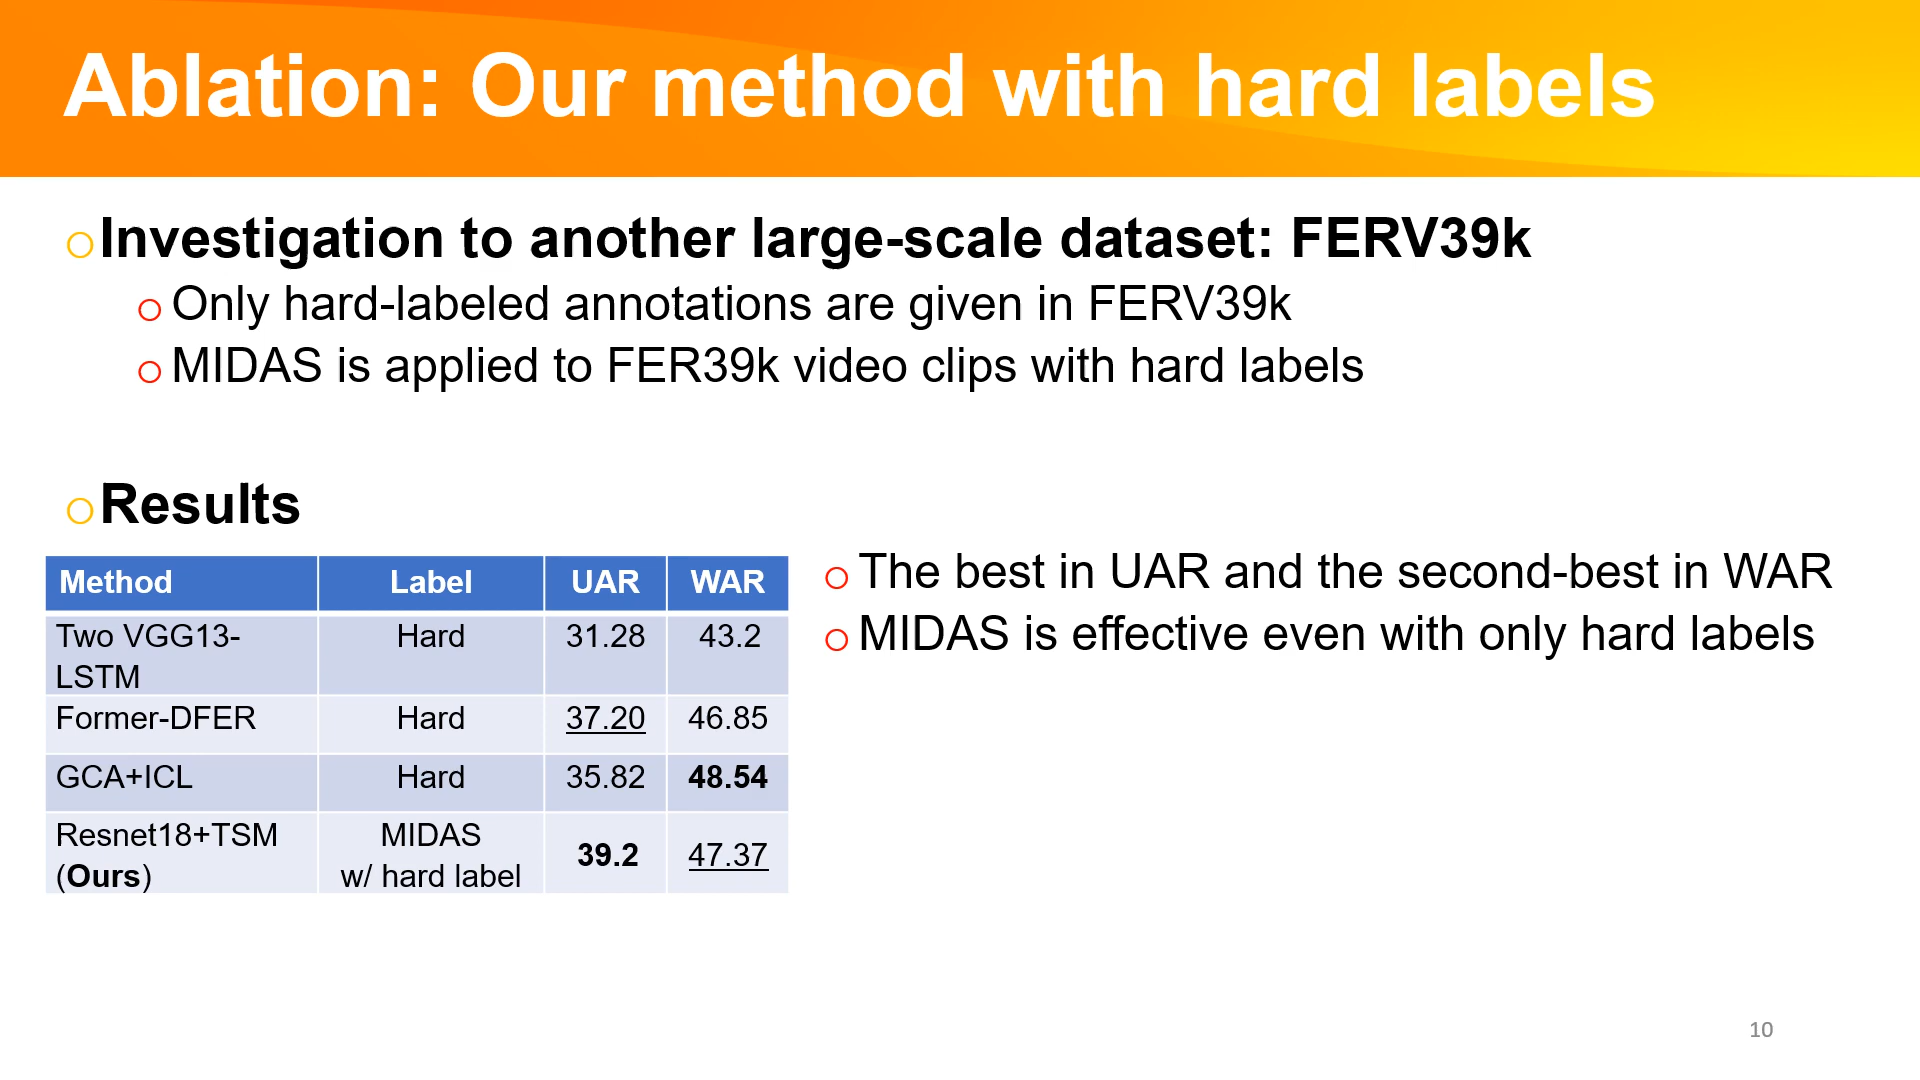 Ablation: Our method with hard labels
Investigation to another large-scale dataset: FERV39k
Only hard-labeled annotations are given in FERV39k
MIDAS is applied to FER39k video clips with hard labels
Results
Method Label UAR WAR
Two VGG13-
LSTM Hard 31.28 43.2
Former-DFER Hard 37.20 46.85
GCA+ICL Hard 35.82 48.54
Resnet18+TSM
(Ours) MIDAS
w/ hard label 39.2 47.37
The best in UAR and the second-best in WAR
MIDAS is effective even with only hard labels
10